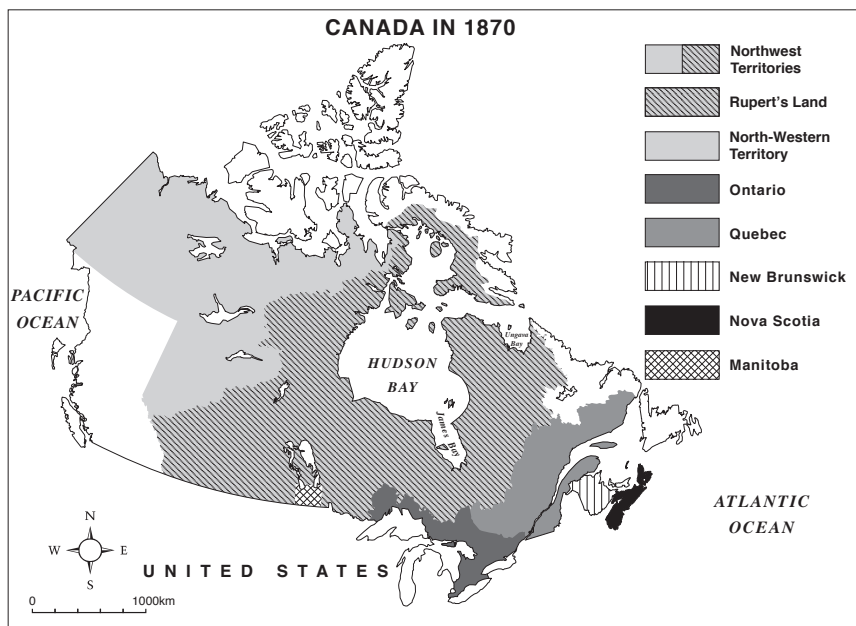 CANADA IN 1870
Northwest
Territories
Rupert's Land
North-Western
Territory
Ontario
Quebec
New Brunswick
Nova Scotia
Manitoba
PACIFIC
OCEAN
HUDSON
BAY
Ungava
Bay
James Bay
ATLANTIC
OCEAN
UNITED STATES
N
W E
S
0 1000km